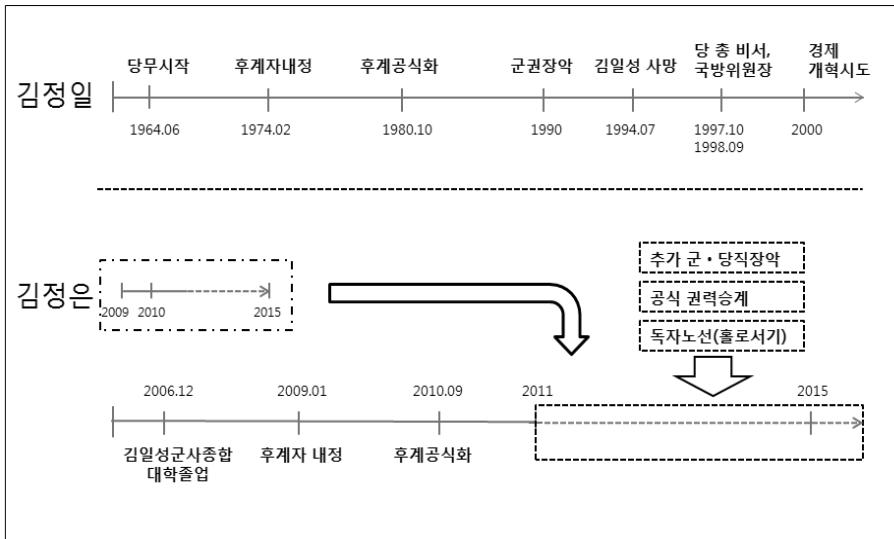 당무시작
후계자내정
후계공식화
군권장악
김일성 사망
당 총 비서,
국방위원장
경제
개혁시도
김정일
1964.06
1974.02
1980.10
1990
1994.07
1997.10
1998.09
2000
김정은
2009
2010
2015
추가 군・당직장악
공식 권력승계
독자노선(홀로서기)
2006.12
2009.01
2010.09
2011
2015
김일성군사종합
대학졸업
후계자 내정
후계공식화